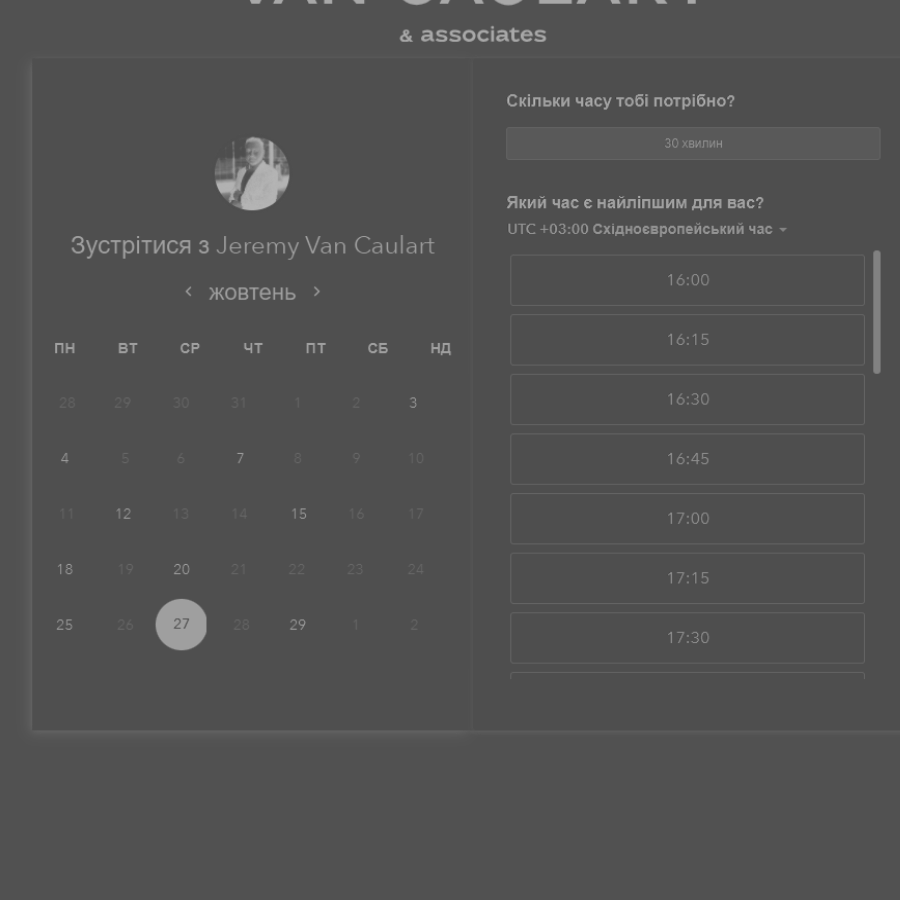 VAN CAULART
& associates
Зустрітися з Jeremy Van Caulart
жовтень
ПН ВТ СР ЧТ ПТ СБ НД
28 29 30 31 1 2 3
4 5 6 7 8 9 10
11 12 13 14 15 16 17
18 19 20 21 22 23 24
25 26 27 28 29 1 2
Скільки часу тобі потрібно?
30 хвилин
Який час є найліпшим для вас?
UTC +03:00 Східноєвропейський час
16:00
16:15
16:30
16:45
17:00
17:15
17:30